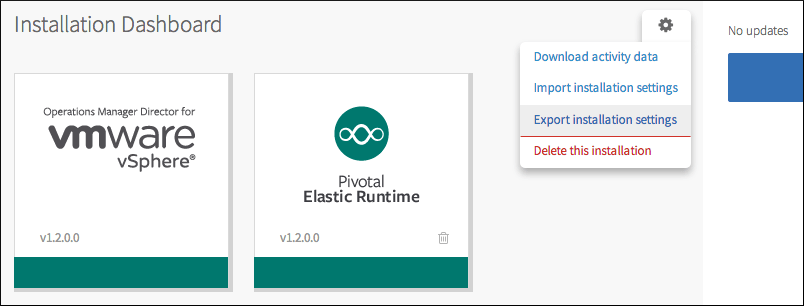 Installation Dashboard
No updates
Download activity data
Import installation settings
Export installation settings
Delete this installation
Operations Manager Director for
vmware
vSphere®
v1.2.0.0
Pivotal
Elastic Runtime
v1.2.0.0